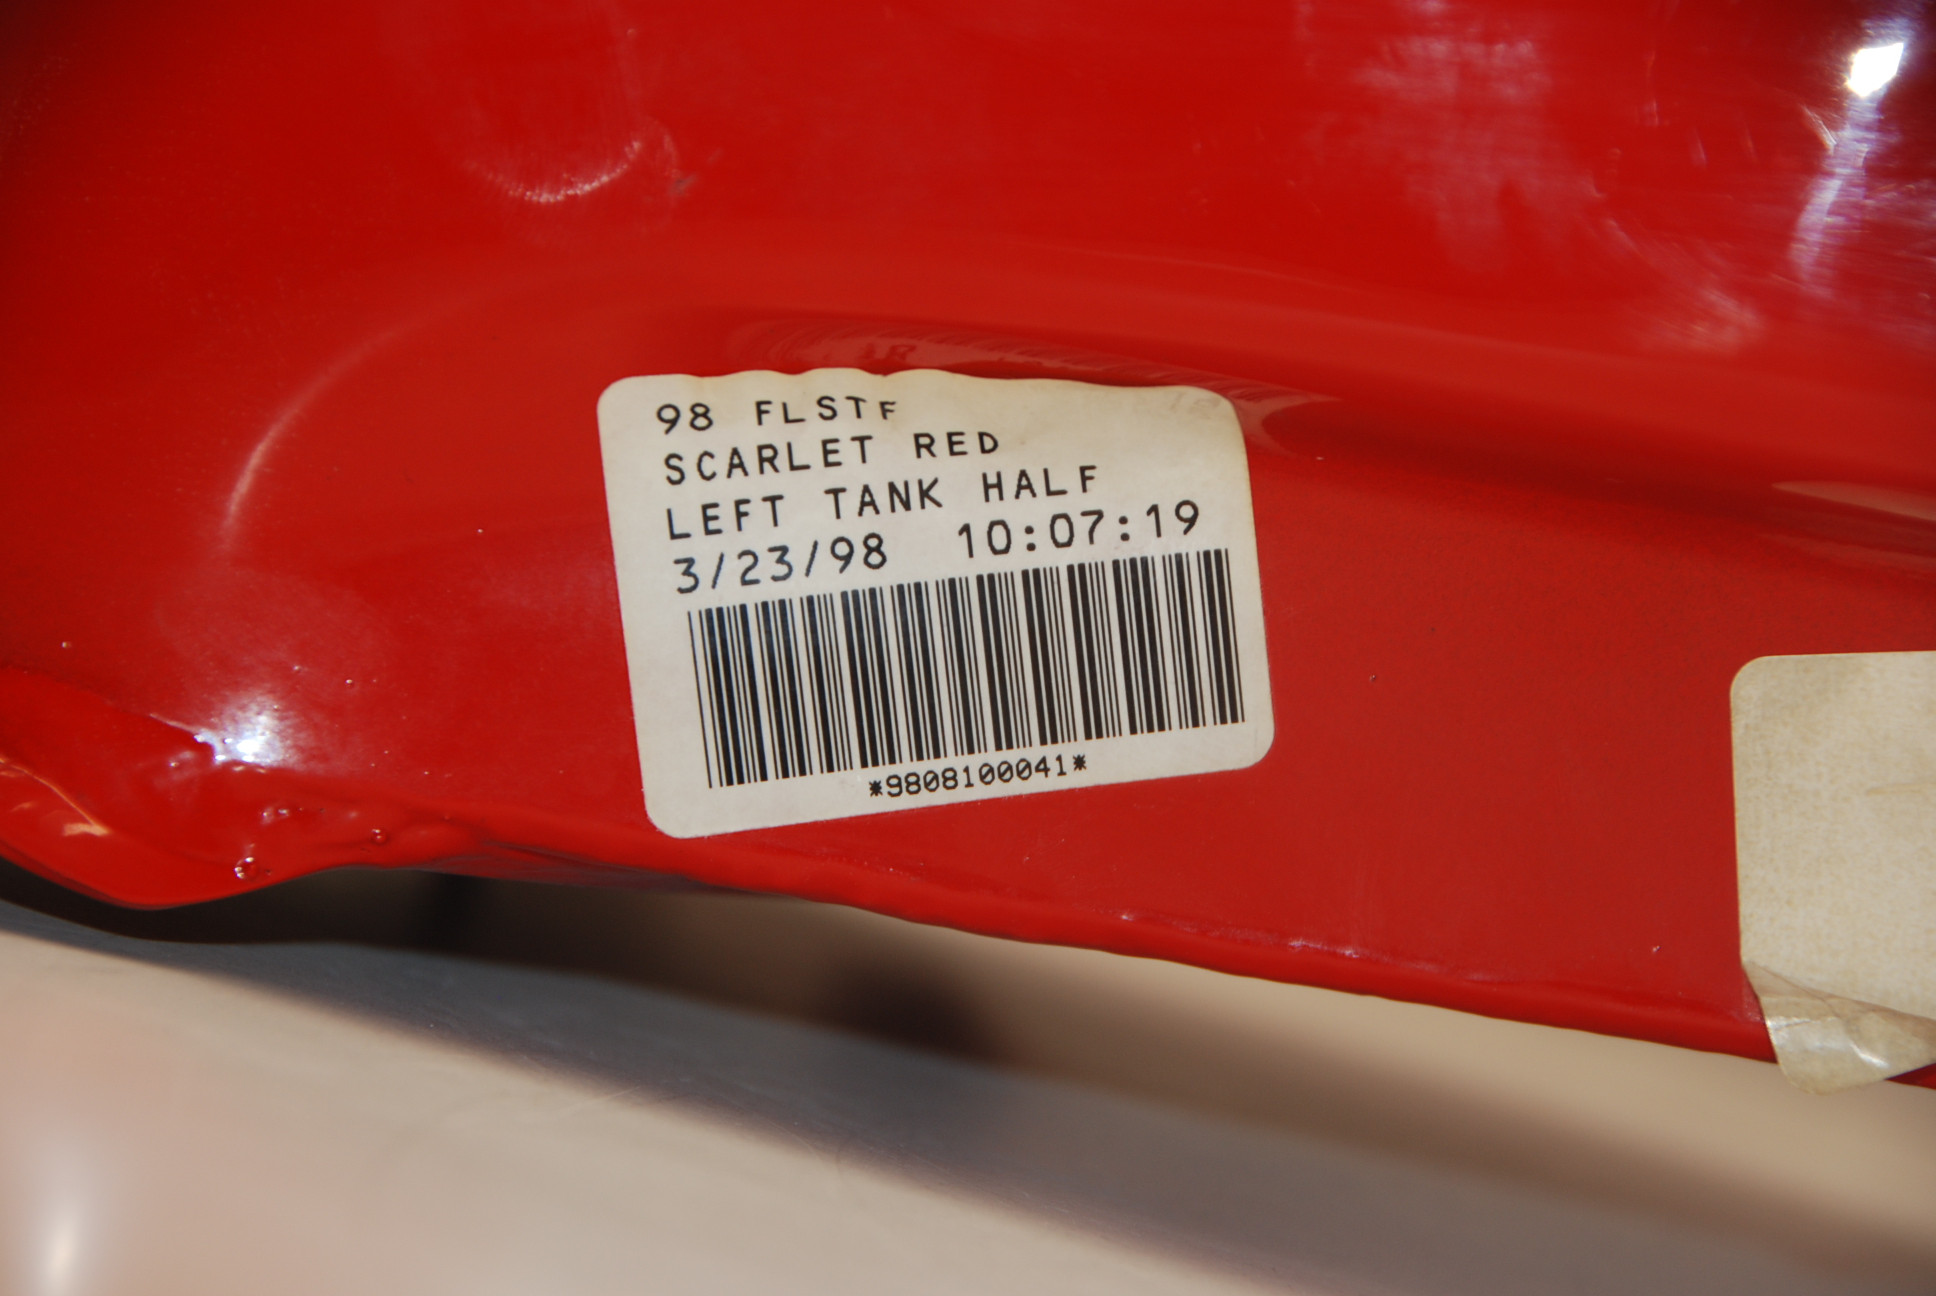 98 FLSTF
SCARLET RED
LEFT TANK HALF
3/23/98 10:07:19
*9808100041*